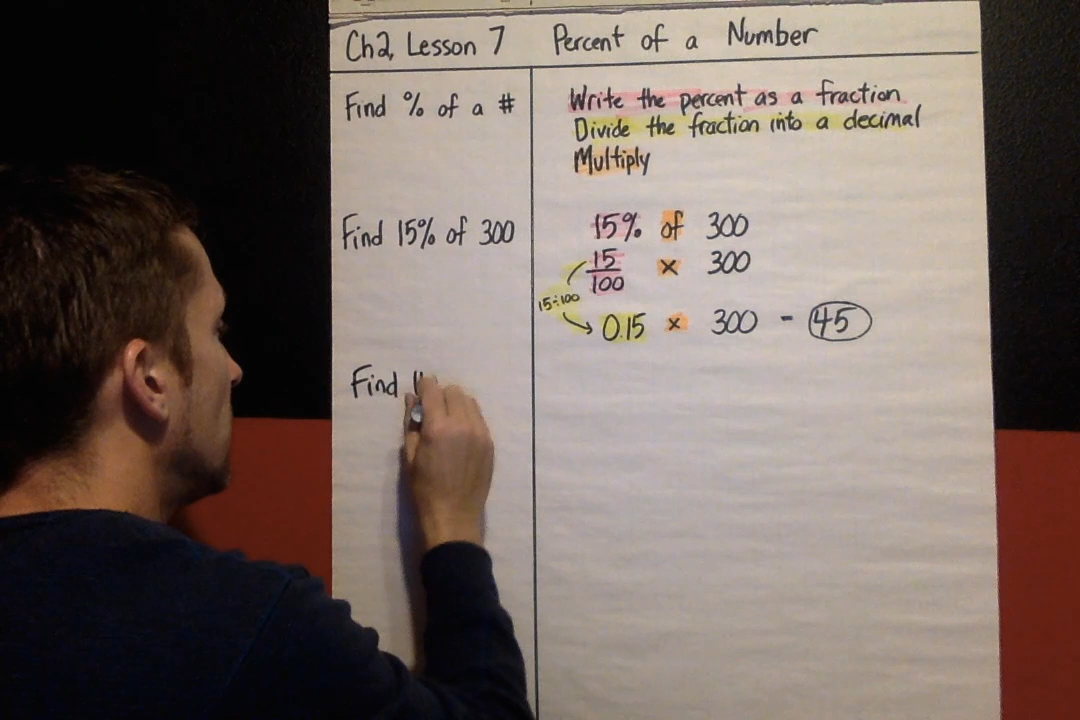 Ch2, Lesson 7 Percent of a Number
Find % of a #
Write the percent as a fraction
Divide the fraction into a decimal
Multiply
Find 15% of 300
15% of 300
15
100
x 300
15÷100
0.15 x 300 - 45
Find